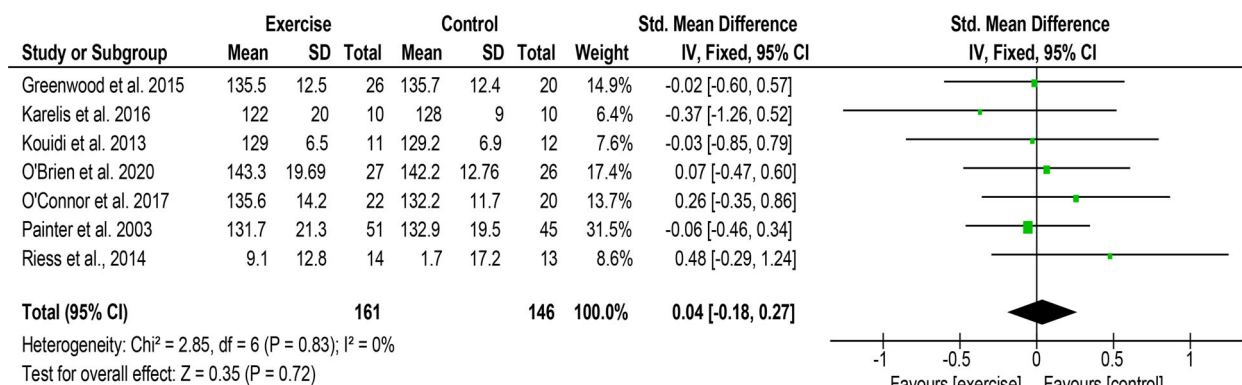 Exercise Control Std. Mean Difference Std. Mean Difference
Study or Subgroup Mean SD Total Mean SD Total Weight IV, Fixed, 95% CI IV, Fixed, 95% CI
Greenwood et al. 2015 135.5 12.5 26 135.7 12.4 20 14.9% -0.02 [-0.60, 0.57]
Karelis et al. 2016 122 20 10 128 9 10 6.4% -0.37 [-1.26, 0.52]
Kouidi et al. 2013 129 6.5 11 129.2 6.9 12 7.6% -0.03 [-0.85, 0.79]
O'Brien et al. 2020 143.3 19.69 27 142.2 12.76 26 17.4% 0.07 [-0.47, 0.60]
O'Connor et al. 2017 135.6 14.2 22 132.2 11.7 20 13.7% 0.26 [-0.35, 0.86]
Painter et al. 2003 131.7 21.3 51 132.9 19.5 45 31.5% -0.06 [-0.46, 0.34]
Riess et al., 2014 9.1 12.8 14 1.7 17.2 13 8.6% 0.48 [-0.29, 1.24]
Total (95% CI) 161 146 100.0% 0.04 [-0.18, 0.27]
Heterogeneity: Chi² = 2.85, df = 6 (P = 0.83); I² = 0%
Test for overall effect: Z = 0.35 (P = 0.72)
-1 -0.5 0 0.5 1
Favours [exercise] Favours [control]